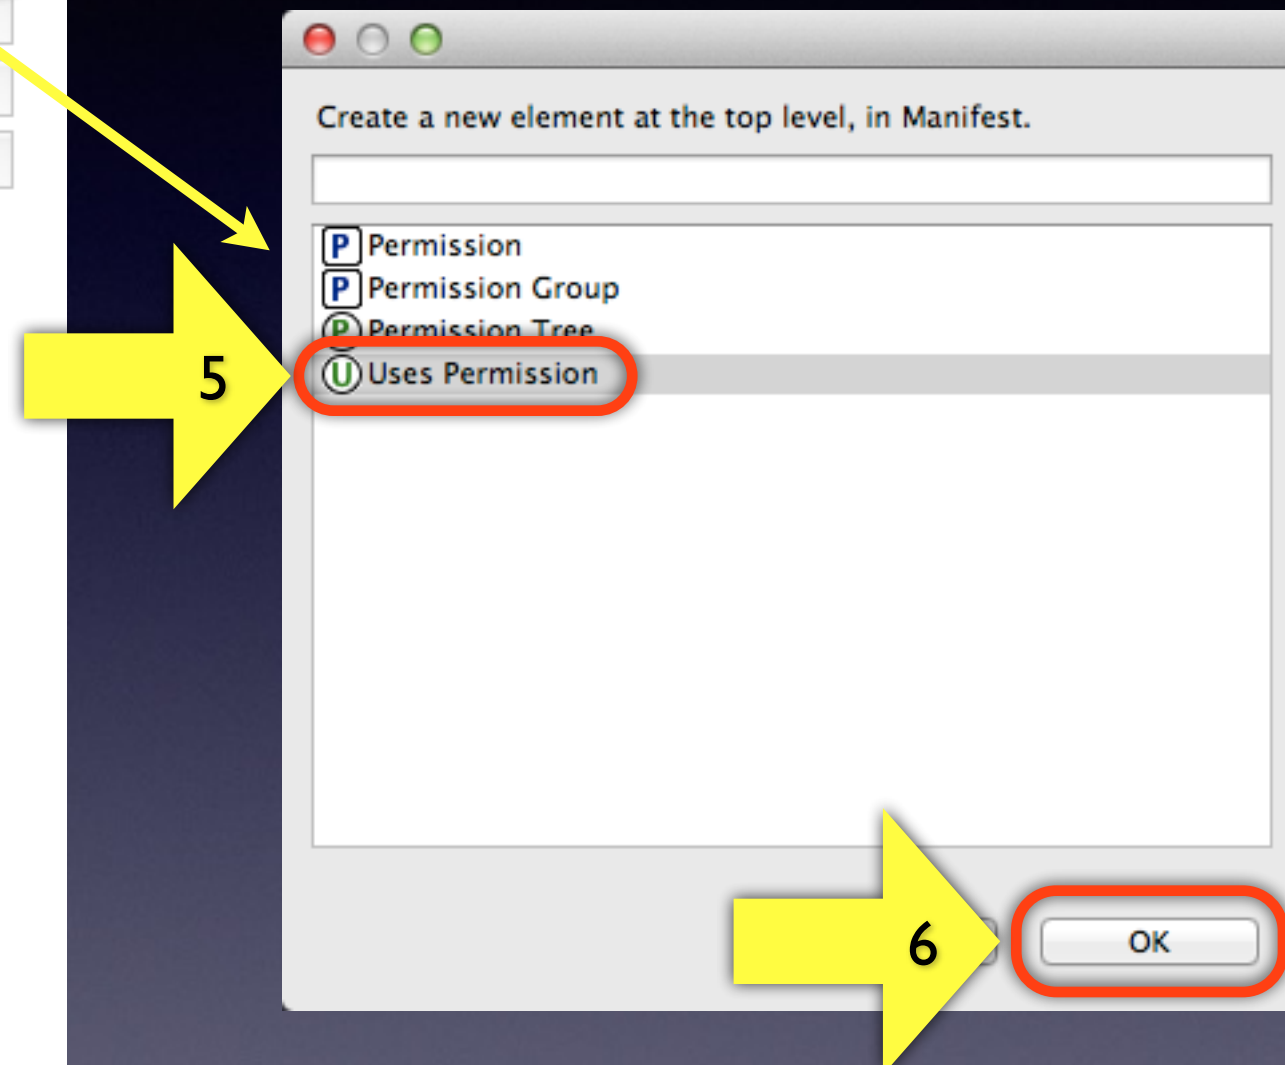 Create a new element at the top level, in Manifest.
P Permission
P Permission Group
P Permission Tree
U Uses Permission
5
6
OK